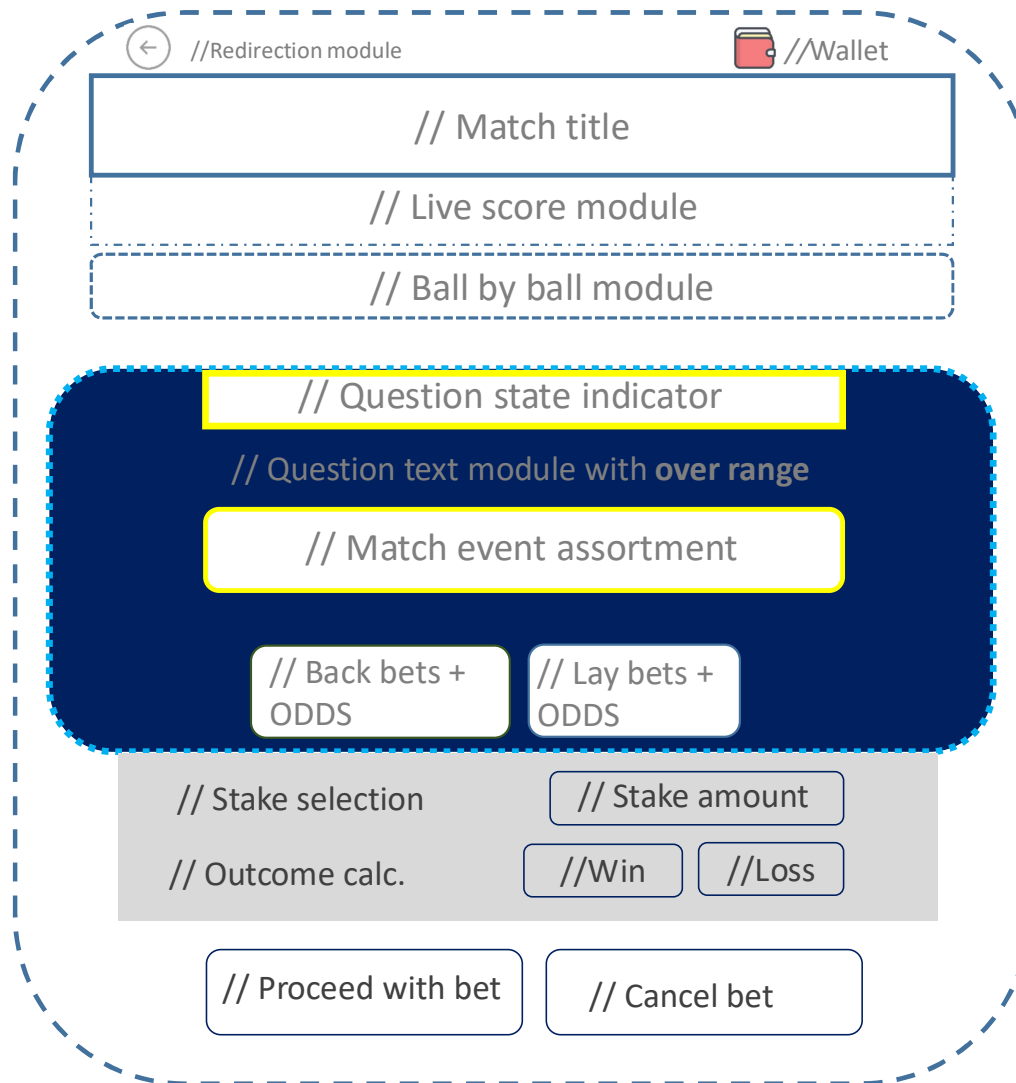 //Redirection module
//Wallet
// Match title
// Live score module
// Ball by ball module
// Question state indicator
// Question text module with over range
// Match event assortment
// Back bets +
ODDS
// Lay bets +
ODDS
// Stake selection
// Stake amount
// Outcome calc.
//Win
//Loss
// Proceed with bet
// Cancel bet